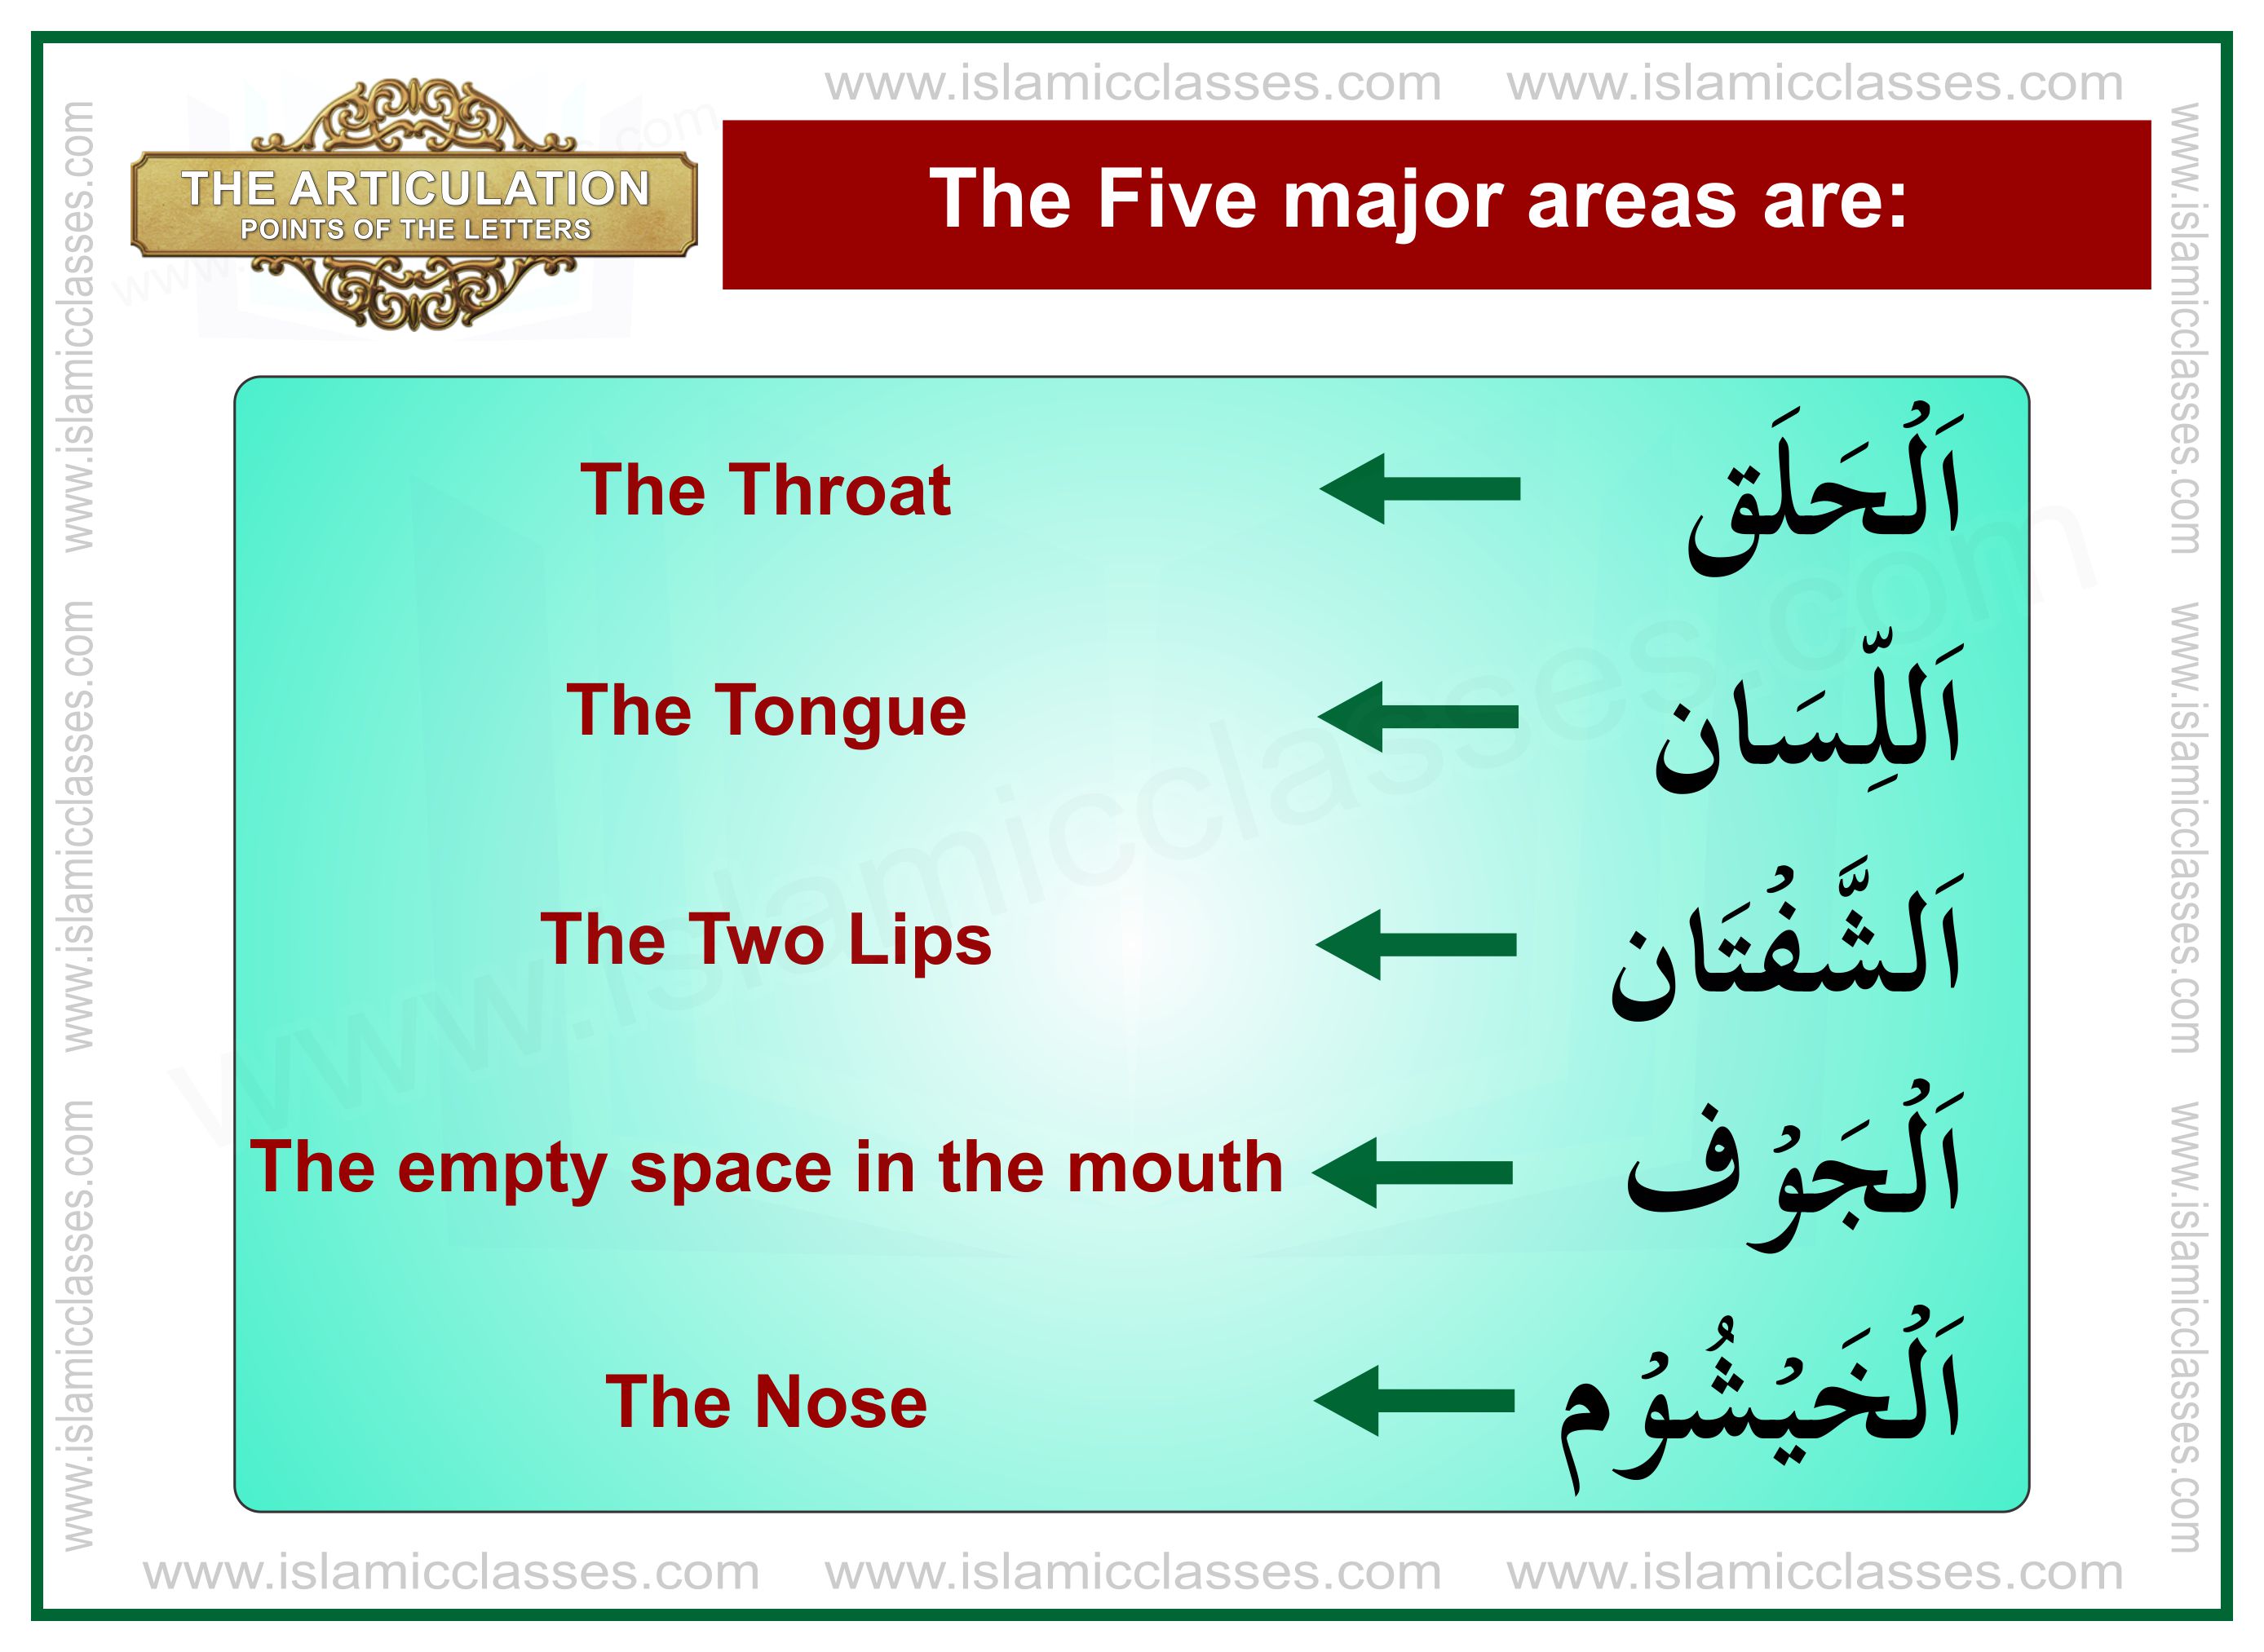 www.islamicclasses.com www.islamicclasses.com
THE ARTICULATION
POINTS OF THE LETTERS
The Five major areas are:
The Throat اَلْحَلَق
The Tongue اَللِّسَان
The Two Lips اَلشَّفْتَان
The empty space in the mouth اَلْجَوْف
The Nose اَلْخَيْشُوْم
www.islamicclasses.com
www.islamicclasses.com www.islamicclasses.com www.islamicclasses.com
www.islamicclasses.com www.islamicclasses.com www.islamicclasses.com
www.islamicclasses.com www.islamicclasses.com www.islamicclasses.com